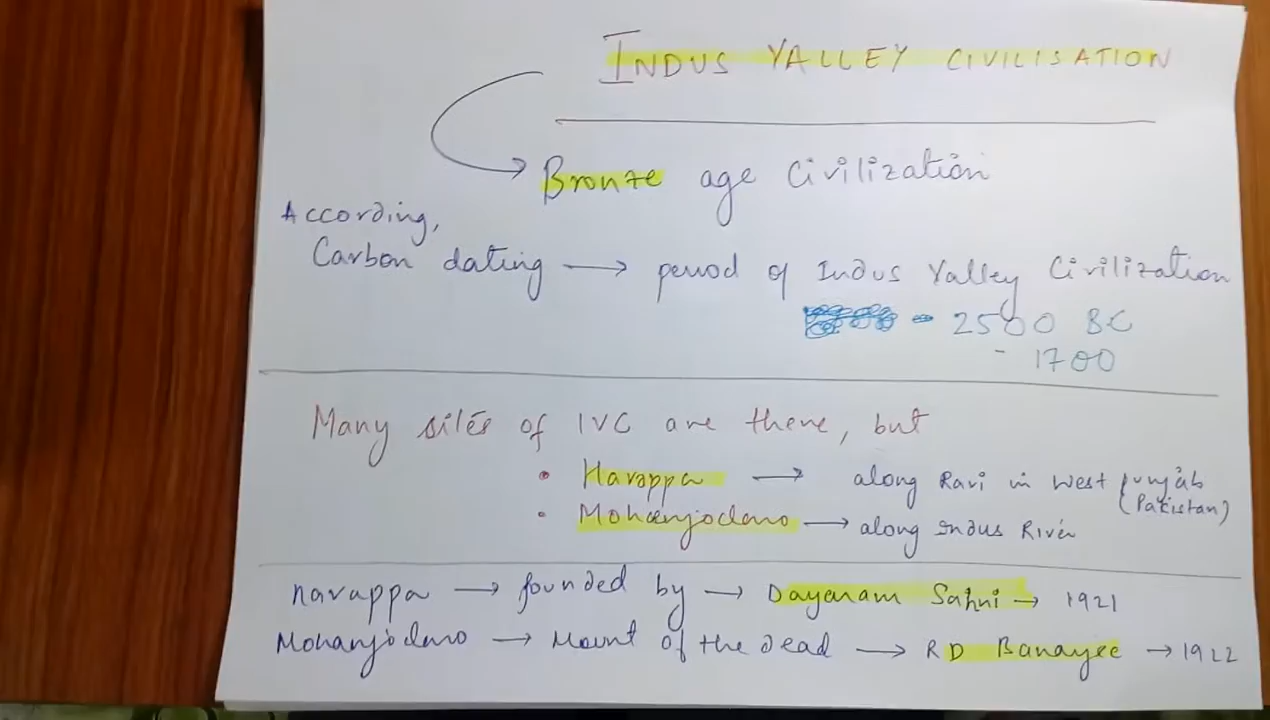 INDUS VALLEY CIVILISATION
Bronze age Civilization
According,
Carbon dating → period of Indus Valley Civilization
- 2500 BC
- 1700
Many sites of IVC are there, but
• Harappa → along Ravi in West Punjab
(Pakistan)
• Mohanjodaro → along Indus River
Harappa → founded by → Dayaram Sahni → 1921
Mohanjodaro → Mount of the dead → RD Banarjee → 1922